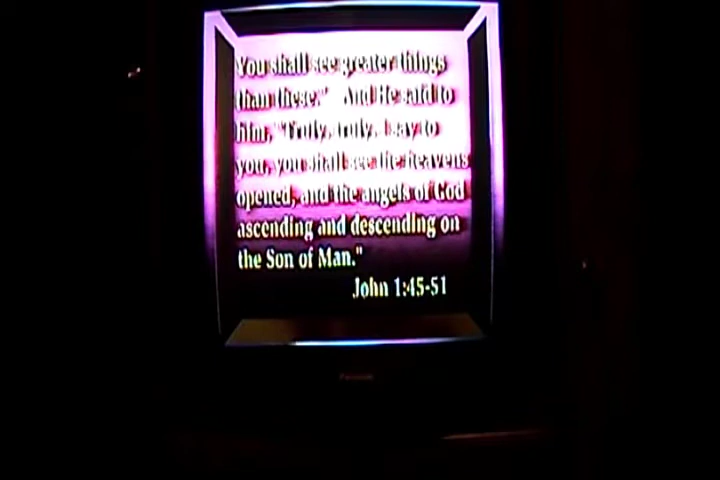 You shall see greater things
than these." And He said to
him, "Truly, truly, I say to
you, you shall see the heavens
opened, and the angels of God
ascending and descending on
the Son of Man."
John 1:45-51